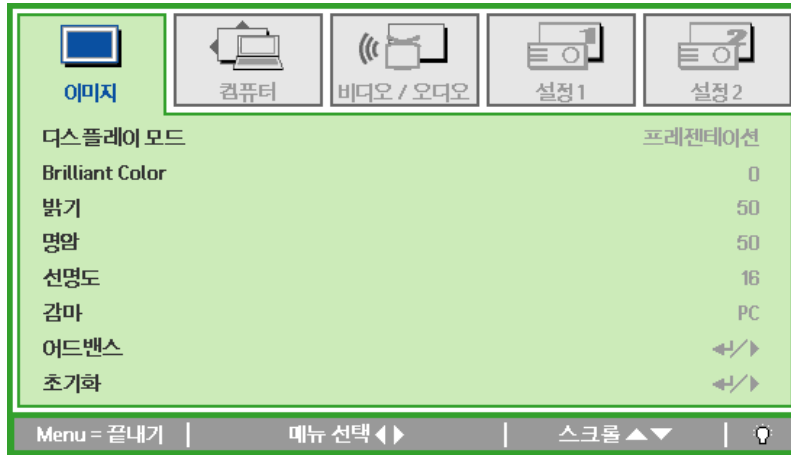 이미지 컴퓨터 비디오 / 오디오 설정 1 설정 2
디스플레이 모드 프레젠테이션
Brilliant Color 0
밝기 50
명암 50
선명도 16
감마 PC
어드밴스 /
초기화 /
Menu = 끝내기 메뉴 선택 스크롤